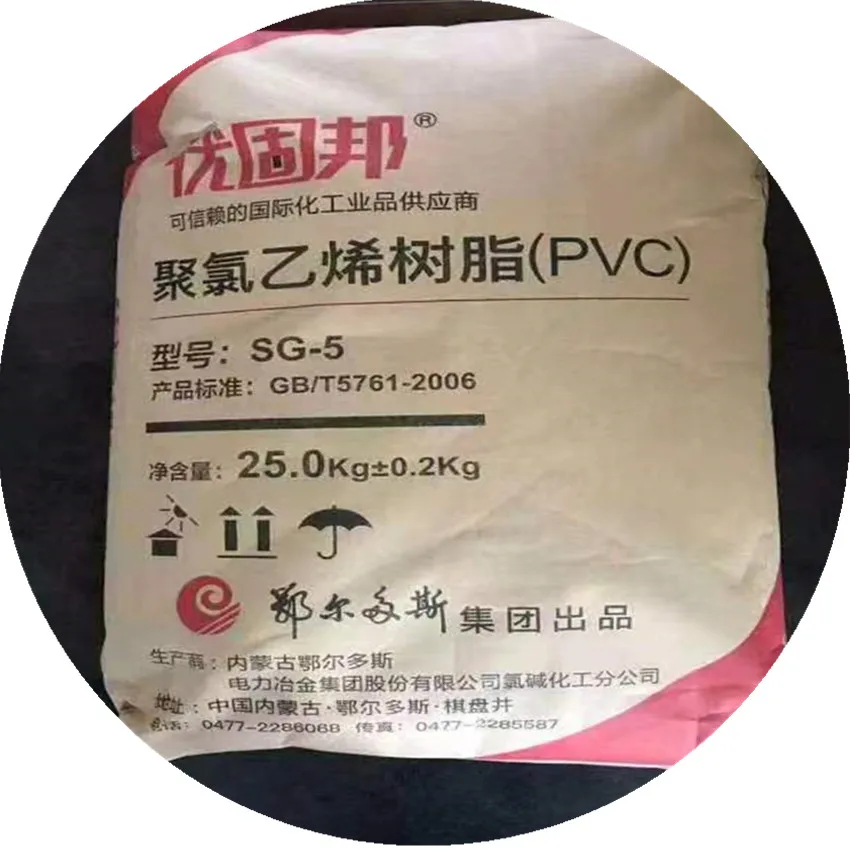 优固邦®
可信赖的国际化工业品供应商
聚氯乙烯树脂(PVC)
型号：SG-5
产品标准：GB/T5761-2006
净含量：25.0Kg±0.2Kg
鄂尔多斯集团出品
生产商：内蒙古鄂尔多斯
电力冶金集团股份有限公司氯碱化工分公司
地址：中国内蒙古·鄂尔多斯·棋盘井
电话：0477-2286068 传真：0477-2285587